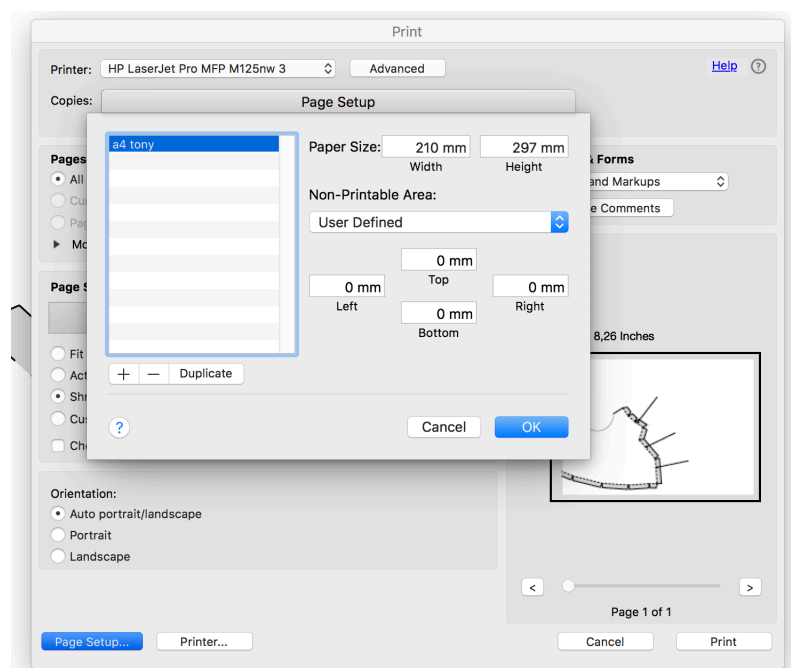 Print
Printer: HP LaserJet Pro MFP M125nw 3 Advanced Help ?
Copies:
Page Setup
a4 tony
Paper Size: 210 mm 297 mm
Width Height
Non-Printable Area:
User Defined
0 mm
Top
0 mm 0 mm
Left Right
0 mm
Bottom
+ — Duplicate
? Cancel OK
Pages
All
Cu
Pag
Mo
& Forms
and Markups
Comments
Page S
Fit
Act
Shr
Cus
Ch
8,26 Inches
Orientation:
Auto portrait/landscape
Portrait
Landscape
< >
Page 1 of 1
Page Setup... Printer... Cancel Print